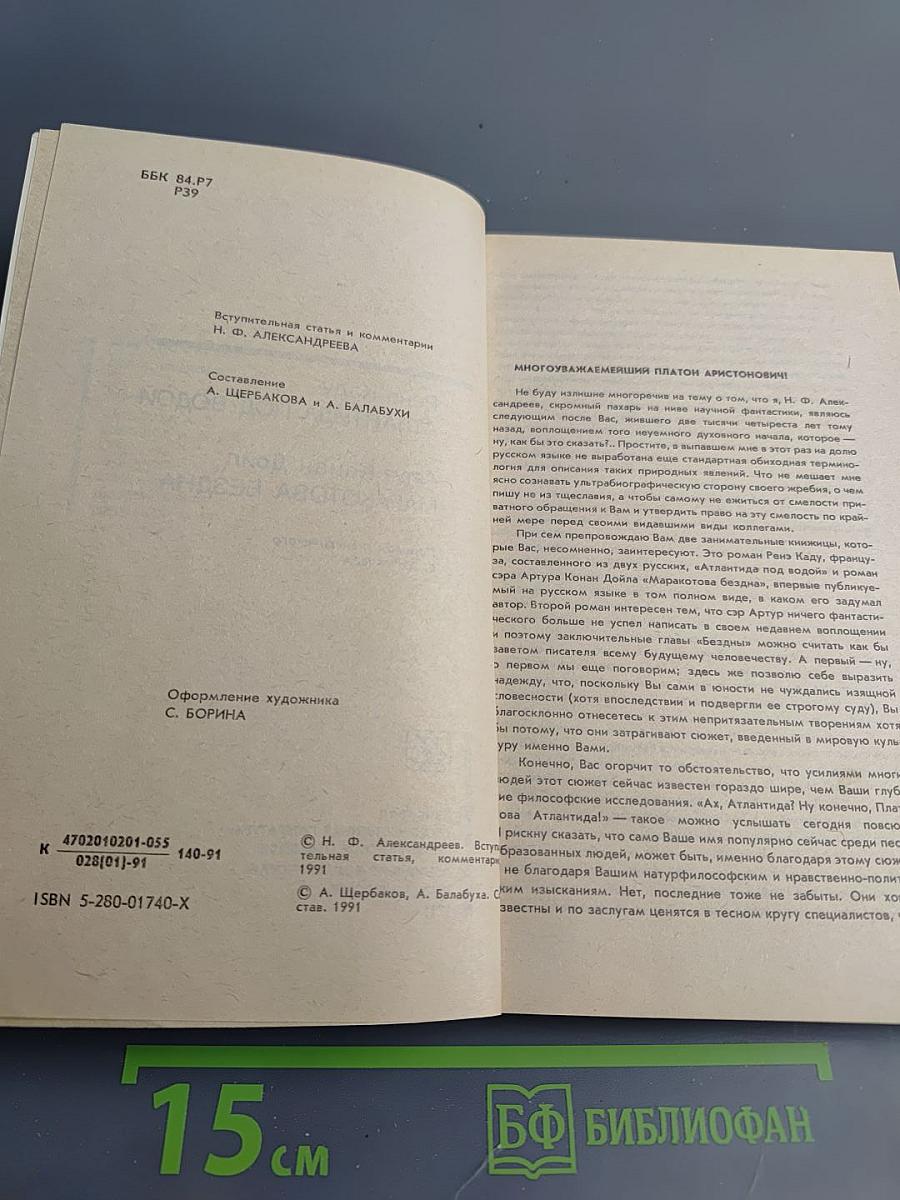 ББК 84.Р7
Р39
Вступительная статья и комментарии
Н. Ф. АЛЕКСАНДРЕЕВА
Составление
А. ЩЕРБАКОВА и А. БАЛАБУХИ
Оформление художника
С. БОРИНА
К 4702010201-055
028(01)-91
140-91
ISBN 5-280-01740-X
© Н. Ф. Александреев. Вступ
тельная статья, комментар
1991
© А. Щербаков, А. Балабуха. С
став. 1991
МНОГОУВАЖАЕМЕЙШИЙ ПЛАТОН АРИСТОНОВИЧ!
Не буду излишне многоречив на тему о том, что я, Н. Ф. Алек-
сандреев, скромный пахарь на ниве научной фантастики, являюсь
следующим после Вас, жившего две тысячи четыреста лет тому
назад, воплощением того неуемного духовного начала, которое —
ну, как бы это сказать?.. Простите, в выпавшем мне в этот раз на долю
русском языке не выработана еще стандартная обиходная термино-
логия для описания таких природных явлений. Что не мешает мне
ясно сознавать ультрабиографическую сторону своего жребия, о чем
пишу не из тщеславия, а чтобы самому не ежиться от смелости при-
ватного обращения к Вам и утвердить право на эту смелость по край-
ней мере перед своими видавшими виды коллегами.
При сем препровождаю Вам две занимательные книжицы, кото-
рые Вас, несомненно, заинтересуют. Это роман Ренэ Каду, францу-
за, составленного из двух русских, «Атлантида под водой» и роман
сэра Артура Конан Дойла «Маракотова бездна», впервые публикуе-
мый на русском языке в том полном виде, в каком его задумал
автор. Второй роман интересен тем, что сэр Артур ничего фантасти-
ческого больше не успел написать в своем недавнем воплощении
и поэтому заключительные главы «Бездны» можно считать как бы
заветом писателя всему будущему человечеству. А первый — ну,
о первом мы еще поговорим; здесь же позволю себе выразить
надежду, что, поскольку Вы сами в юности не чуждались изящной
словесности (хотя впоследствии и подвергли ее строгому суду), Вы
благосклонно отнесетесь к этим непритязательным творениям хотя
бы потому, что они затрагивают сюжет, введенный в мировую куль
уру именно Вами.
Конечно, Вас огорчит то обстоятельство, что усилиями многи
юдей этот сюжет сейчас известен гораздо шире, чем Ваши глуб
ие философские исследования. «Ах, Атлантида? Ну конечно, Плат
ова Атлантида!» — такое можно услышать сегодня повсю
рискну сказать, что само Ваше имя популярно сейчас среди пес
бразованных людей, может быть, именно благодаря этому сюж
не благодаря Вашим натурфилософским и нравственно-полит
ким изысканиям. Нет, последние тоже не забыты. Они хо
звестны и по заслугам ценятся в тесном кругу специалистов,
15 см
БФ БИБЛИОФАН